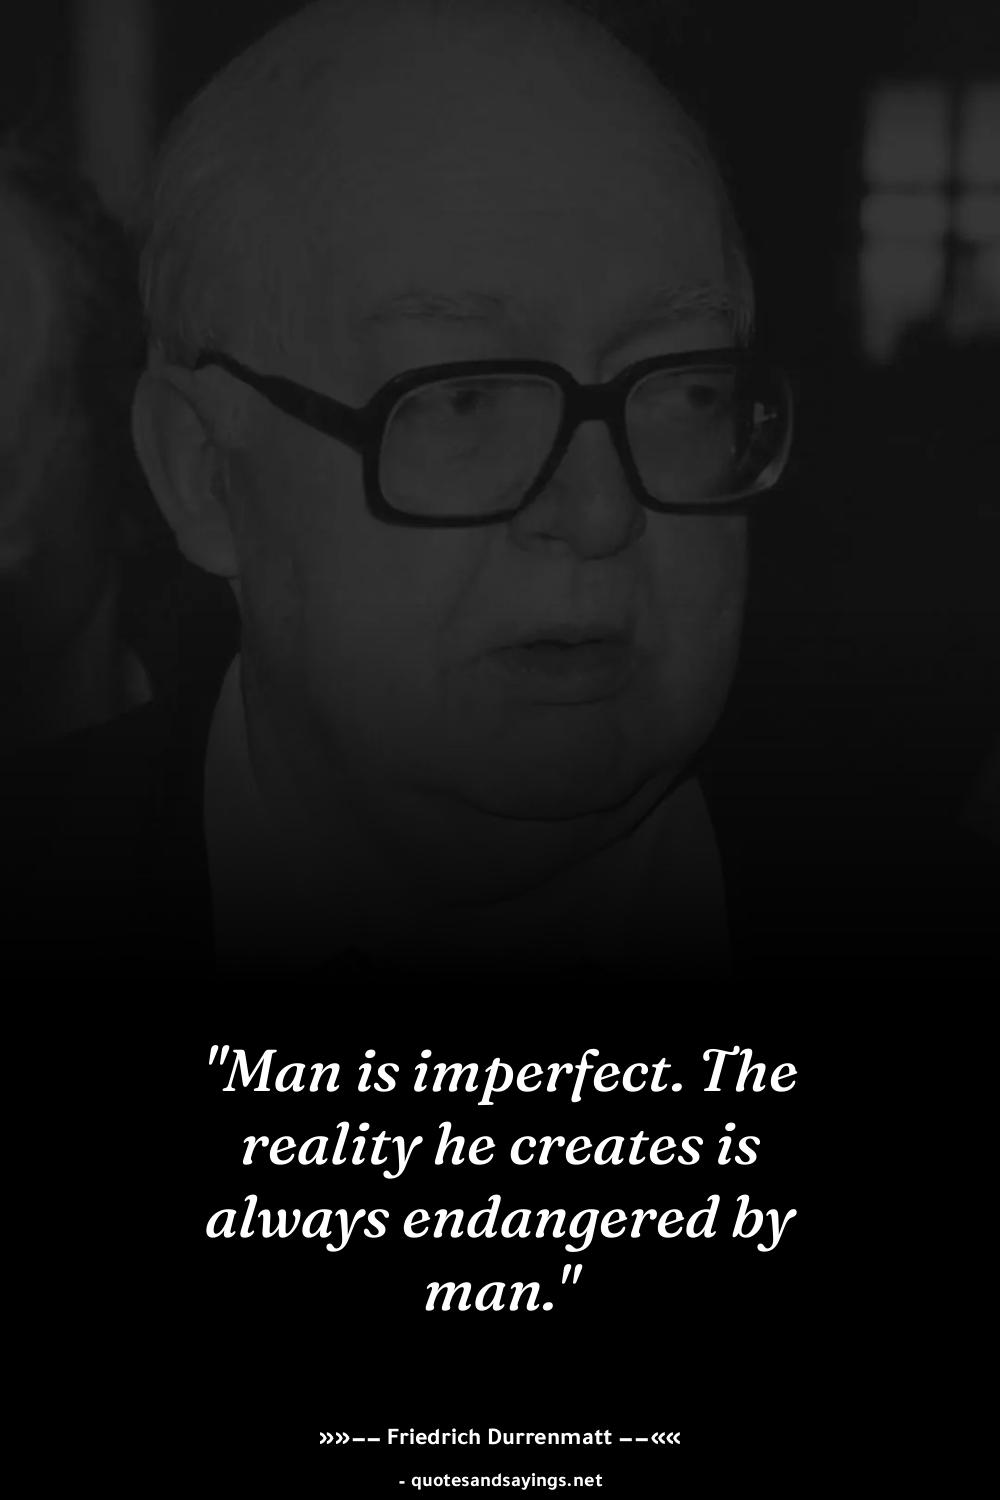 "Man is imperfect. The
reality he creates is
always endangered by
man."
»»−− Friedrich Durrenmatt −−««
- quotesandsayings.net